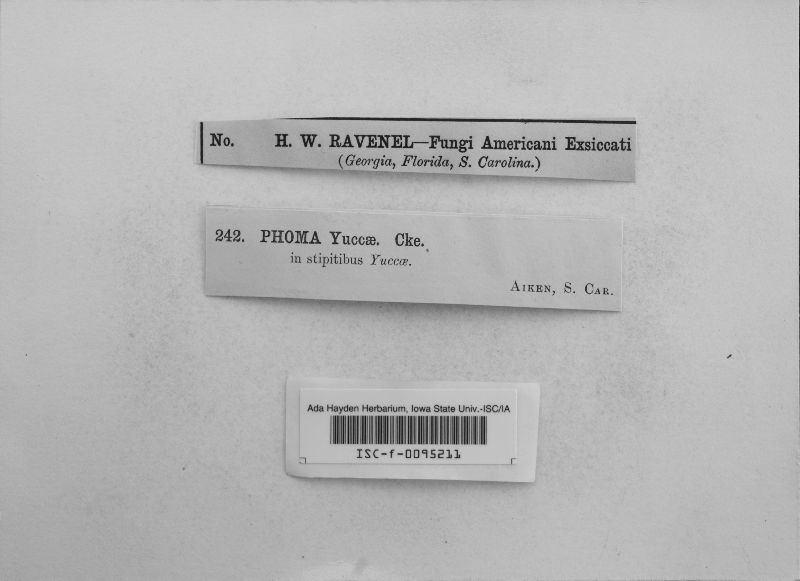 No. H. W. RAVENEL—Fungi Americani Exsiccati
(Georgia, Florida, S. Carolina.)
242. PHOMA Yuccæ. Cke.
in stipitibus Yuccæ.
AIKEN, S. CAR.
Ada Hayden Herbarium, Iowa State Univ.-ISC/IA
ISC-f-0095211